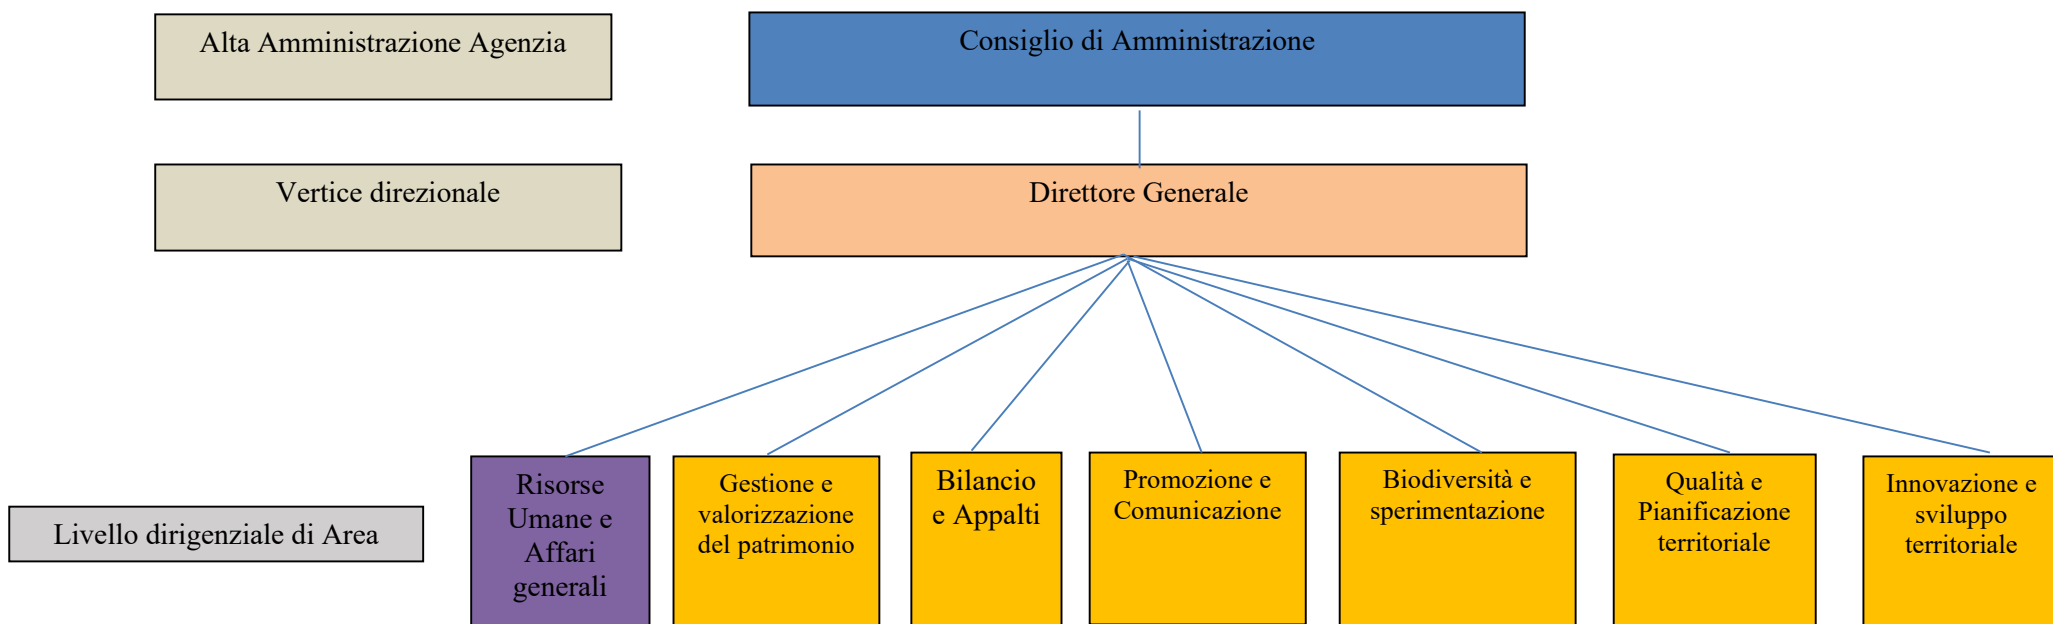 Alta Amministrazione Agenzia
Consiglio di Amministrazione
Vertice direzionale
Direttore Generale
Livello dirigenziale di Area
Risorse
Umane e
Affari
generali
Gestione e
valorizzazione
del patrimonio
Bilancio
e Appalti
Promozione e
Comunicazione
Biodiversità e
sperimentazione
Qualità e
Pianificazione
territoriale
Innovazione e
sviluppo
territoriale